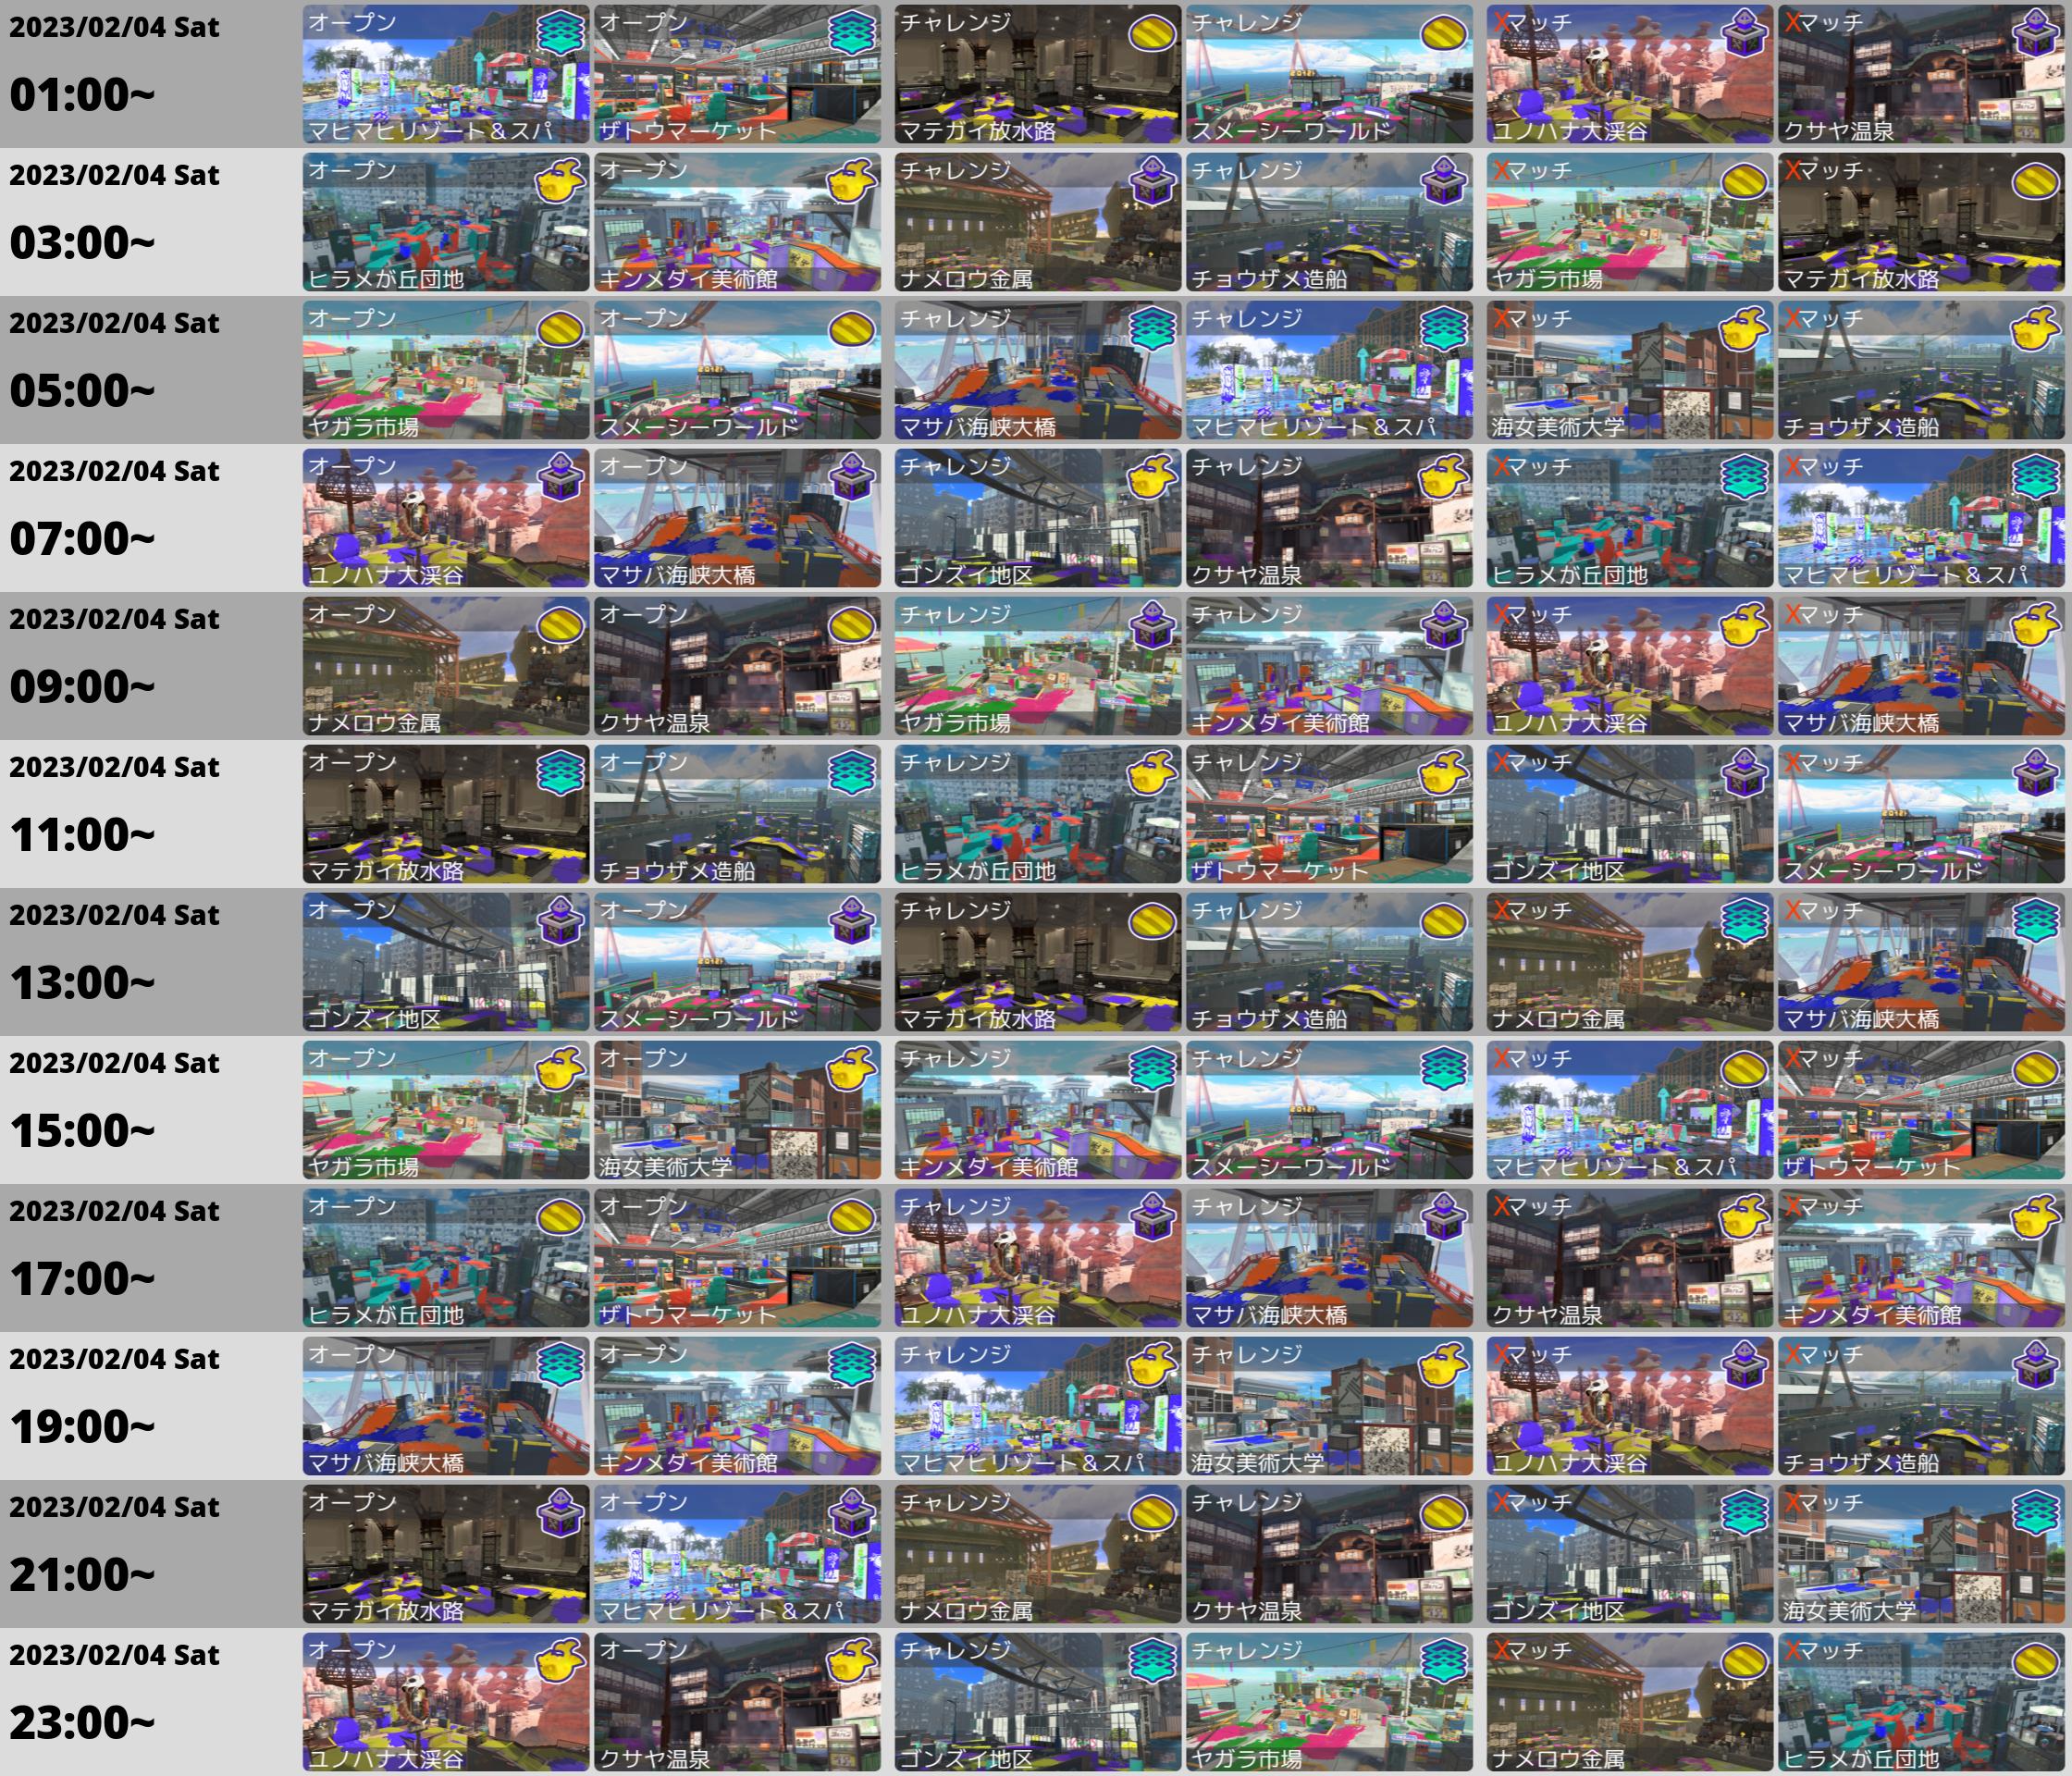 2023/02/04 Sat
01:00~
オープン オープン チャレンジ チャレンジ Xマッチ Xマッチ
マヒマヒリゾート＆スパ ザトウマーケット マテガイ放水路 スメーシーワールド ユノハナ大渓谷 クサヤ温泉
2023/02/04 Sat
03:00~
オープン オープン チャレンジ チャレンジ Xマッチ Xマッチ
ヒラメが丘団地 キンメダイ美術館 ナメロウ金属 チョウザメ造船 ヤガラ市場 マテガイ放水路
2023/02/04 Sat
05:00~
オープン オープン チャレンジ チャレンジ Xマッチ Xマッチ
ヤガラ市場 スメーシーワールド マサバ海峡大橋 マヒマヒリゾート＆スパ 海女美術大学 チョウザメ造船
2023/02/04 Sat
07:00~
オープン オープン チャレンジ チャレンジ Xマッチ Xマッチ
ユノハナ大渓谷 マサバ海峡大橋 ゴンズイ地区 クサヤ温泉 ヒラメが丘団地 マヒマヒリゾート＆スパ
2023/02/04 Sat
09:00~
オープン オープン チャレンジ チャレンジ Xマッチ Xマッチ
ナメロウ金属 クサヤ温泉 ヤガラ市場 キンメダイ美術館 ユノハナ大渓谷 マサバ海峡大橋
2023/02/04 Sat
11:00~
オープン オープン チャレンジ チャレンジ Xマッチ Xマッチ
マテガイ放水路 チョウザメ造船 ヒラメが丘団地 ザトウマーケット ゴンズイ地区 スメーシーワールド
2023/02/04 Sat
13:00~
オープン オープン チャレンジ チャレンジ Xマッチ Xマッチ
ゴンズイ地区 スメーシーワールド マテガイ放水路 チョウザメ造船 ナメロウ金属 マサバ海峡大橋
2023/02/04 Sat
15:00~
オープン オープン チャレンジ チャレンジ Xマッチ Xマッチ
ヤガラ市場 海女美術大学 キンメダイ美術館 スメーシーワールド マヒマヒリゾート＆スパ ザトウマーケット
2023/02/04 Sat
17:00~
オープン オープン チャレンジ チャレンジ Xマッチ Xマッチ
ヒラメが丘団地 ザトウマーケット ユノハナ大渓谷 マサバ海峡大橋 クサヤ温泉 キンメダイ美術館
2023/02/04 Sat
19:00~
オープン オープン チャレンジ チャレンジ Xマッチ Xマッチ
マサバ海峡大橋 キンメダイ美術館 マヒマヒリゾート＆スパ 海女美術大学 ユノハナ大渓谷 チョウザメ造船
2023/02/04 Sat
21:00~
オープン オープン チャレンジ チャレンジ Xマッチ Xマッチ
マテガイ放水路 マヒマヒリゾート＆スパ ナメロウ金属 クサヤ温泉 ゴンズイ地区 海女美術大学
2023/02/04 Sat
23:00~
オープン オープン チャレンジ チャレンジ Xマッチ Xマッチ
ユノハナ大渓谷 クサヤ温泉 ゴンズイ地区 ヤガラ市場 ナメロウ金属 ヒラメが丘団地